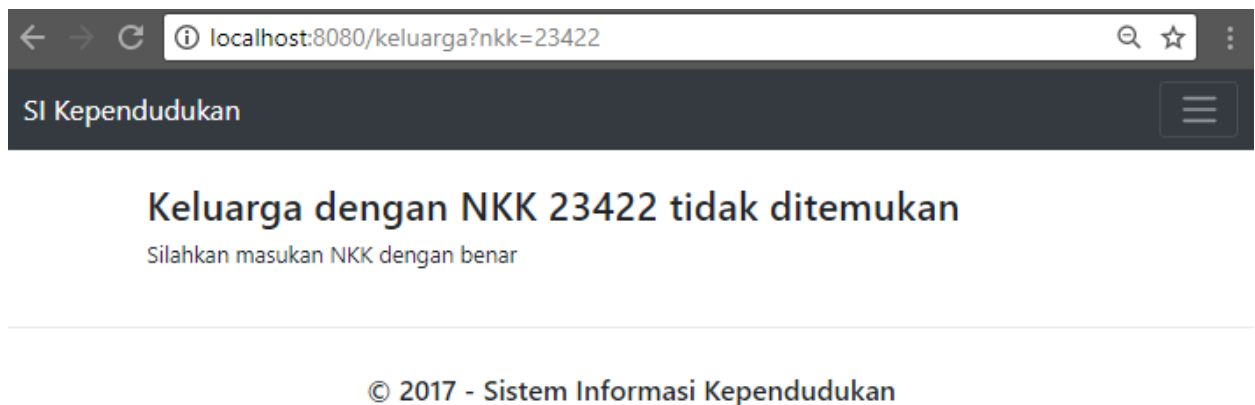 localhost:8080/keluarga?nkk=23422
SI Kependudukan
Keluarga dengan NKK 23422 tidak ditemukan
Silahkan masukan NKK dengan benar
© 2017 - Sistem Informasi Kependudukan